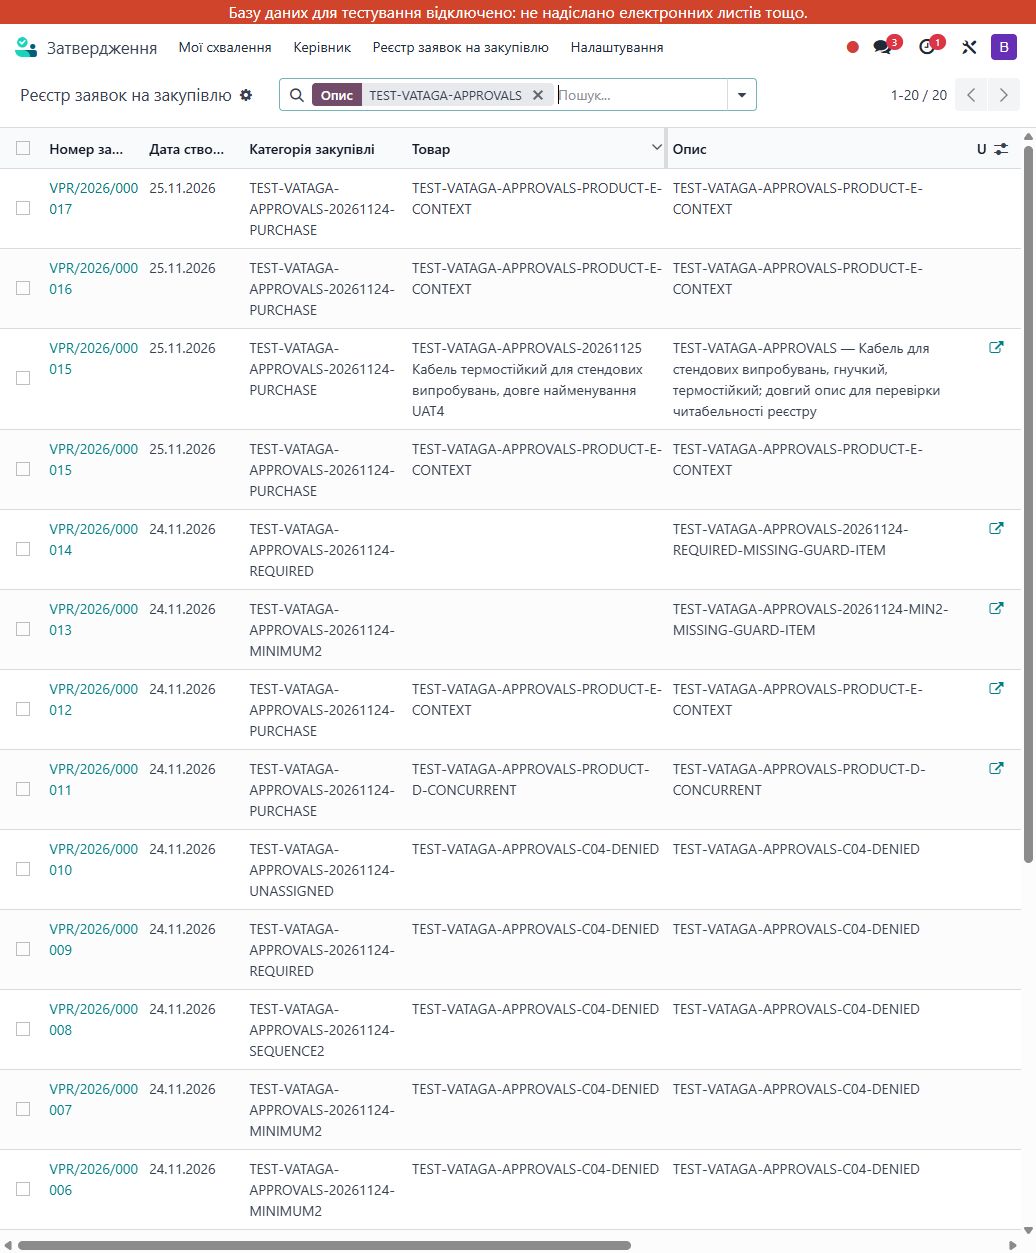 Базу даних для тестування відключено: не надіслано електронних листів тощо.
Затвердження Мої схвалення Керівник Реєстр заявок на закупівлю Налаштування 3 1 B
Реєстр заявок на закупівлю Опис TEST-VATAGA-APPROVALS Пошук... 1-20 / 20
Номер за... Дата ство... Категорія закупівлі Товар Опис U
VPR/2026/000 25.11.2026 TEST-VATAGA- TEST-VATAGA-APPROVALS-PRODUCT-E- TEST-VATAGA-APPROVALS-PRODUCT-E-
017 APPROVALS-20261124- CONTEXT CONTEXT
PURCHASE
VPR/2026/000 25.11.2026 TEST-VATAGA- TEST-VATAGA-APPROVALS-PRODUCT-E- TEST-VATAGA-APPROVALS-PRODUCT-E-
016 APPROVALS-20261124- CONTEXT CONTEXT
PURCHASE
VPR/2026/000 25.11.2026 TEST-VATAGA- TEST-VATAGA-APPROVALS-20261125 TEST-VATAGA-APPROVALS — Кабель для
015 APPROVALS-20261124- Кабель термостійкий для стендових стендових випробувань, гнучкий,
PURCHASE випробувань, довге найменування термостійкий; довгий опис для перевірки
UAT4 читабельності реєстру
VPR/2026/000 25.11.2026 TEST-VATAGA- TEST-VATAGA-APPROVALS-PRODUCT-E- TEST-VATAGA-APPROVALS-PRODUCT-E-
015 APPROVALS-20261124- CONTEXT CONTEXT
PURCHASE
VPR/2026/000 24.11.2026 TEST-VATAGA- TEST-VATAGA-APPROVALS-20261124-
014 APPROVALS-20261124- REQUIRED-MISSING-GUARD-ITEM
REQUIRED
VPR/2026/000 24.11.2026 TEST-VATAGA- TEST-VATAGA-APPROVALS-20261124-MIN2-
013 APPROVALS-20261124- MISSING-GUARD-ITEM
MINIMUM2
VPR/2026/000 24.11.2026 TEST-VATAGA- TEST-VATAGA-APPROVALS-PRODUCT-E- TEST-VATAGA-APPROVALS-PRODUCT-E-
012 APPROVALS-20261124- CONTEXT CONTEXT
PURCHASE
VPR/2026/000 24.11.2026 TEST-VATAGA- TEST-VATAGA-APPROVALS-PRODUCT- TEST-VATAGA-APPROVALS-PRODUCT-D-
011 APPROVALS-20261124- D-CONCURRENT CONCURRENT
PURCHASE
VPR/2026/000 24.11.2026 TEST-VATAGA- TEST-VATAGA-APPROVALS-C04-DENIED TEST-VATAGA-APPROVALS-C04-DENIED
010 APPROVALS-20261124-
UNASSIGNED
VPR/2026/000 24.11.2026 TEST-VATAGA- TEST-VATAGA-APPROVALS-C04-DENIED TEST-VATAGA-APPROVALS-C04-DENIED
009 APPROVALS-20261124-
REQUIRED
VPR/2026/000 24.11.2026 TEST-VATAGA- TEST-VATAGA-APPROVALS-C04-DENIED TEST-VATAGA-APPROVALS-C04-DENIED
008 APPROVALS-20261124-
SEQUENCE2
VPR/2026/000 24.11.2026 TEST-VATAGA- TEST-VATAGA-APPROVALS-C04-DENIED TEST-VATAGA-APPROVALS-C04-DENIED
007 APPROVALS-20261124-
MINIMUM2
VPR/2026/000 24.11.2026 TEST-VATAGA- TEST-VATAGA-APPROVALS-C04-DENIED TEST-VATAGA-APPROVALS-C04-DENIED
006 APPROVALS-20261124-
MINIMUM2